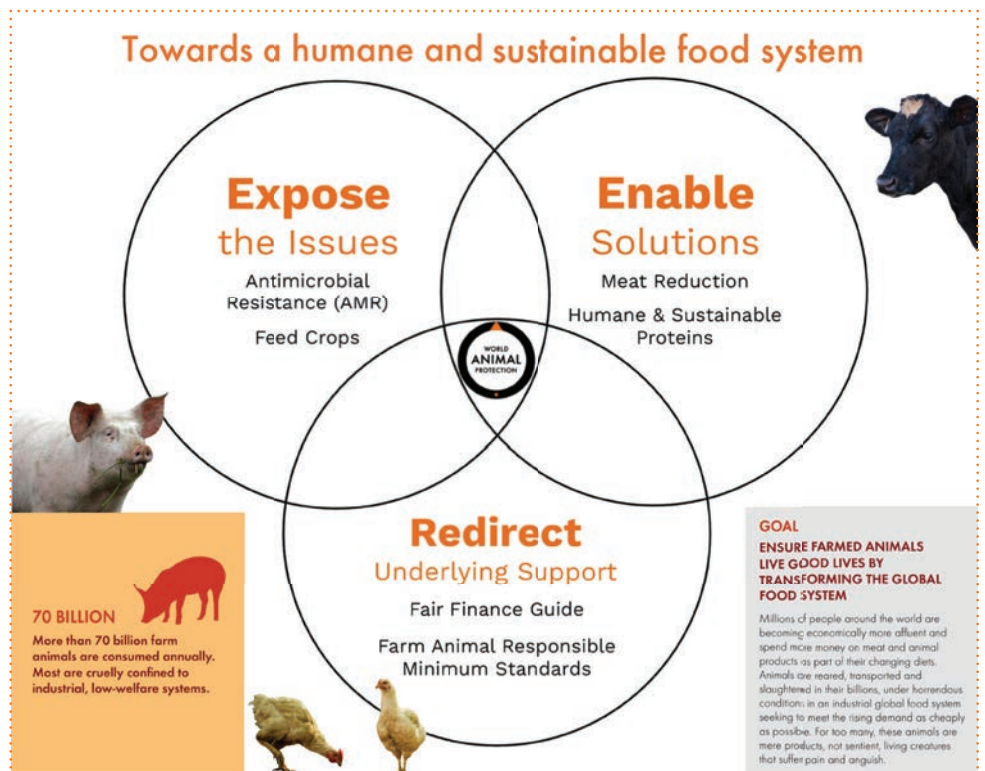 Towards a humane and sustainable food system
Expose
the Issues
Antimicrobial
Resistance (AMR)
Feed Crops
Enable
Solutions
Meat Reduction
Humane & Sustainable
Proteins
WORLD
ANIMAL
PROTECTION
Redirect
Underlying Support
Fair Finance Guide
Farm Animal Responsible
Minimum Standards
70 BILLION
More than 70 billion farm
animals are consumed annually.
Most are cruelly confined to
industrial, low-welfare systems.
GOAL
ENSURE FARMED ANIMALS
LIVE GOOD LIVES BY
TRANSFORMING THE GLOBAL
FOOD SYSTEM
Millions of people around the world are
becoming economically more affluent and
spend more money on meat and animal
products as part of their changing diets.
Animals are reared, transported and
slaughtered in their billions, under horrendous
conditions in an industrial global food system
seeking to meet the rising demand as cheaply
as possible. For too many, these animals are
mere products, not sentient, living creatures
that suffer pain and anguish.